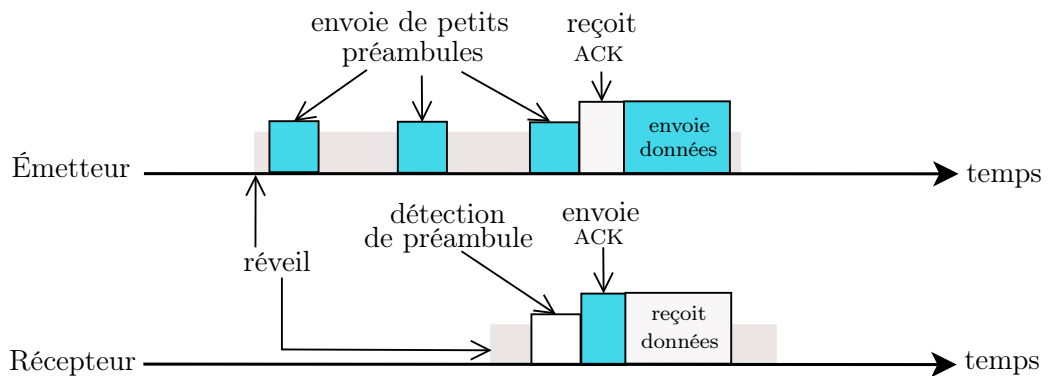 envoie de petits
préambules
reçoit
ACK
envoie
données
Émetteur
temps
détection
de préambule
envoie
ACK
réveil
reçoit
données
Récepteur
temps